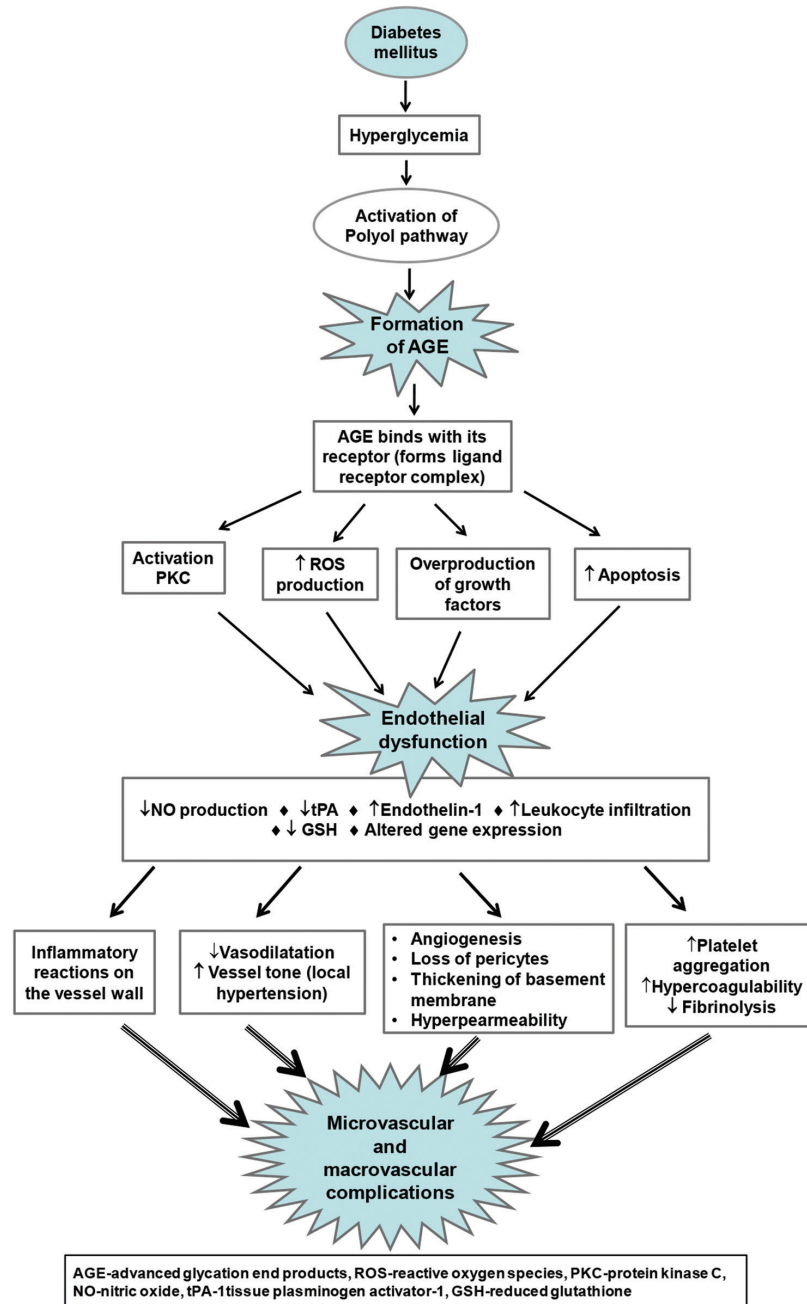 Diabetes
mellitus
Hyperglycemia
Activation of
Polyol pathway
Formation
of AGE
AGE binds with its
receptor (forms ligand
receptor complex)
Activation
PKC
↑ ROS
production
Overproduction
of growth
factors
↑ Apoptosis
Endothelial
dysfunction
↓NO production ♦ ↓tPA ♦ ↑Endothelin-1 ♦ ↑Leukocyte infiltration
♦ ↓ GSH ♦ Altered gene expression
Inflammatory
reactions on
the vessel wall
↓Vasodilatation
↑ Vessel tone (local
hypertension)
• Angiogenesis
• Loss of pericytes
• Thickening of basement
membrane
• Hyperpearmeability
↑Platelet
aggregation
↑Hypercoagulability
↓ Fibrinolysis
Microvascular
and
macrovascular
complications
AGE-advanced glycation end products, ROS-reactive oxygen species, PKC-protein kinase C,
NO-nitric oxide, tPA-1tissue plasminogen activator-1, GSH-reduced glutathione